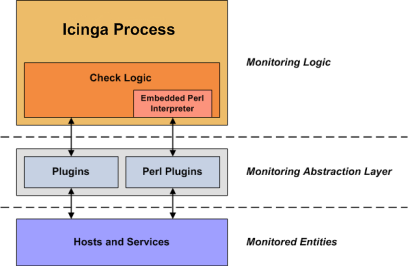 Icinga Process
Monitoring Logic
Check Logic
Embedded Perl
Interpreter
Plugins
Perl Plugins
Monitoring Abstraction Layer
Hosts and Services
Monitored Entities